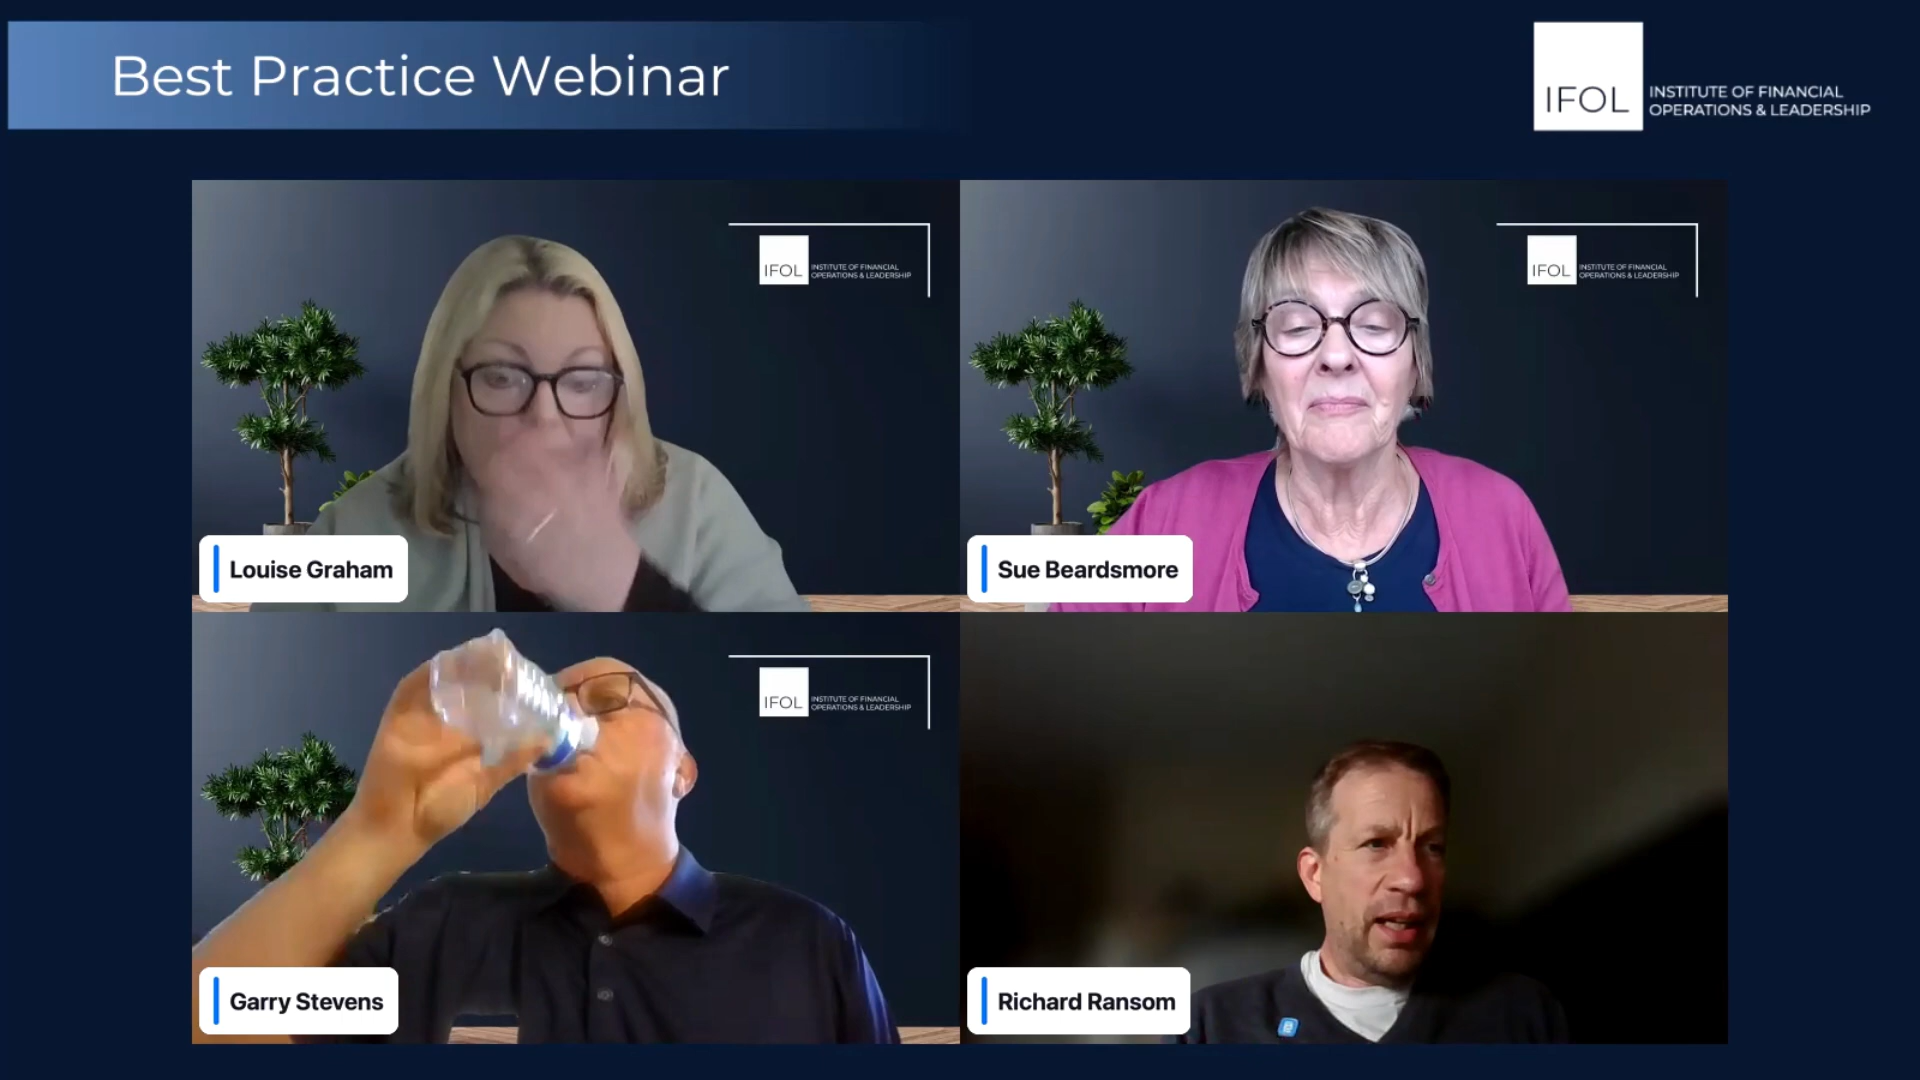 Best Practice Webinar
IFOL
INSTITUTE OF FINANCIAL
OPERATIONS & LEADERSHIP
IFOL
INSTITUTE OF FINANCIAL
OPERATIONS & LEADERSHIP
Louise Graham
IFOL
INSTITUTE OF FINANCIAL
OPERATIONS & LEADERSHIP
Sue Beardsmore
IFOL
INSTITUTE OF FINANCIAL
OPERATIONS & LEADERSHIP
Garry Stevens
Richard Ransom